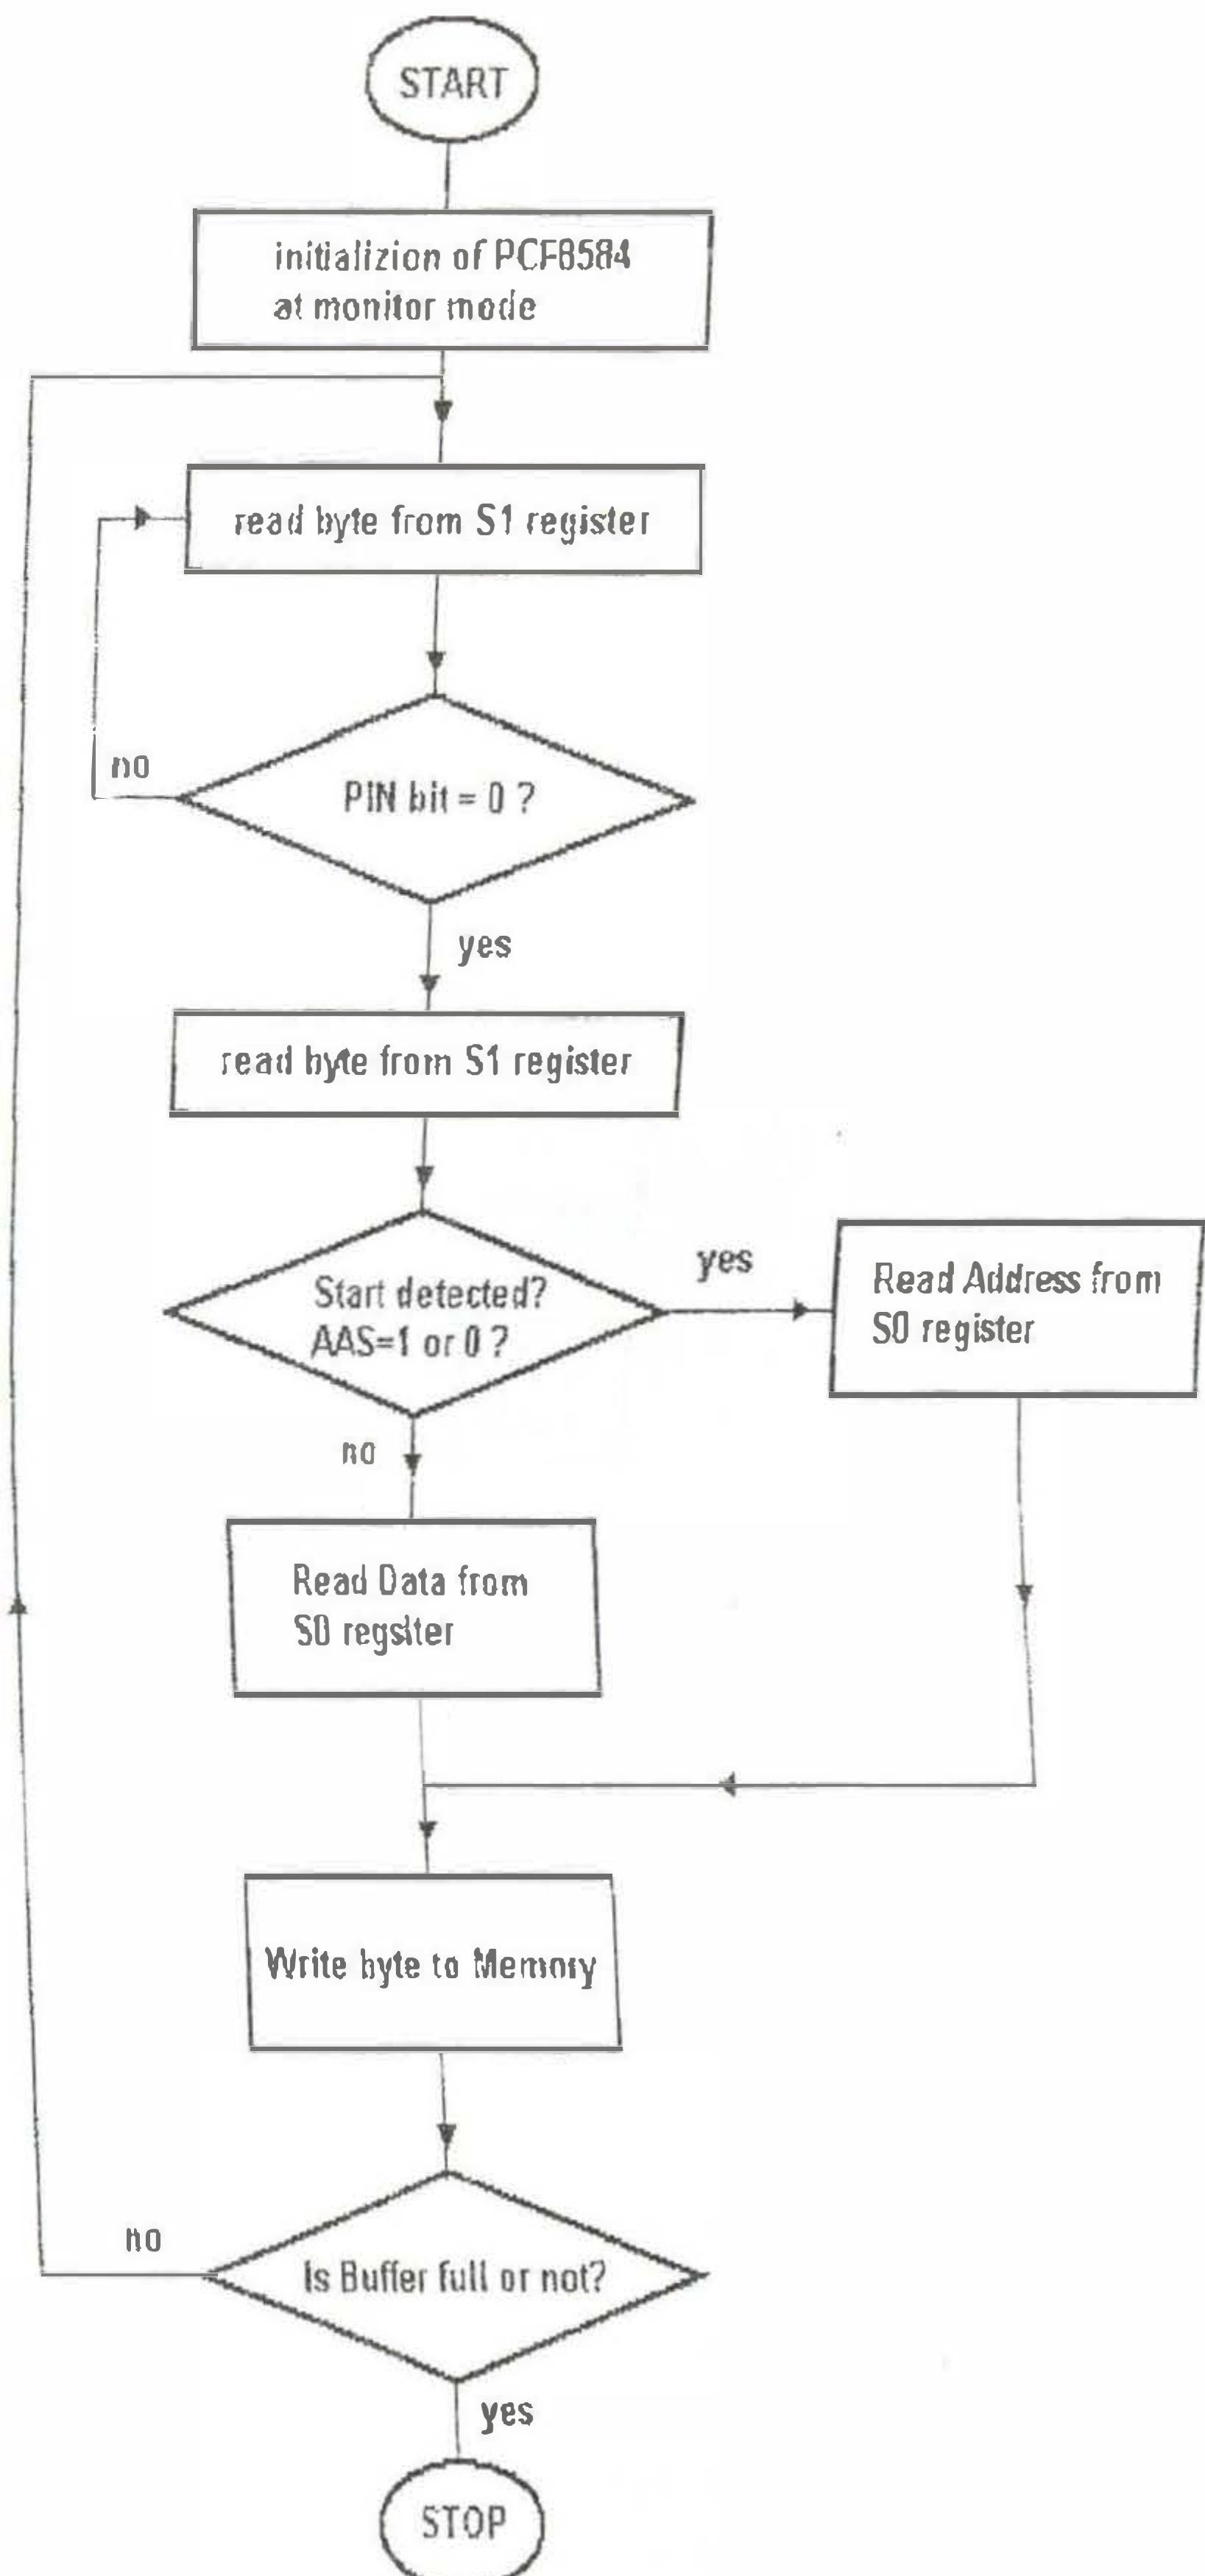 START
initializion of PCF8584
at monitor mode
read byte from S1 register
no
PIN bit = 0 ?
yes
read byte from S1 register
Start detected?
AAS=1 or 0 ?
yes
Read Address from
S0 register
no
Read Data from
S0 regsiter
Write byte to Memory
no
Is Buffer full or not?
yes
STOP